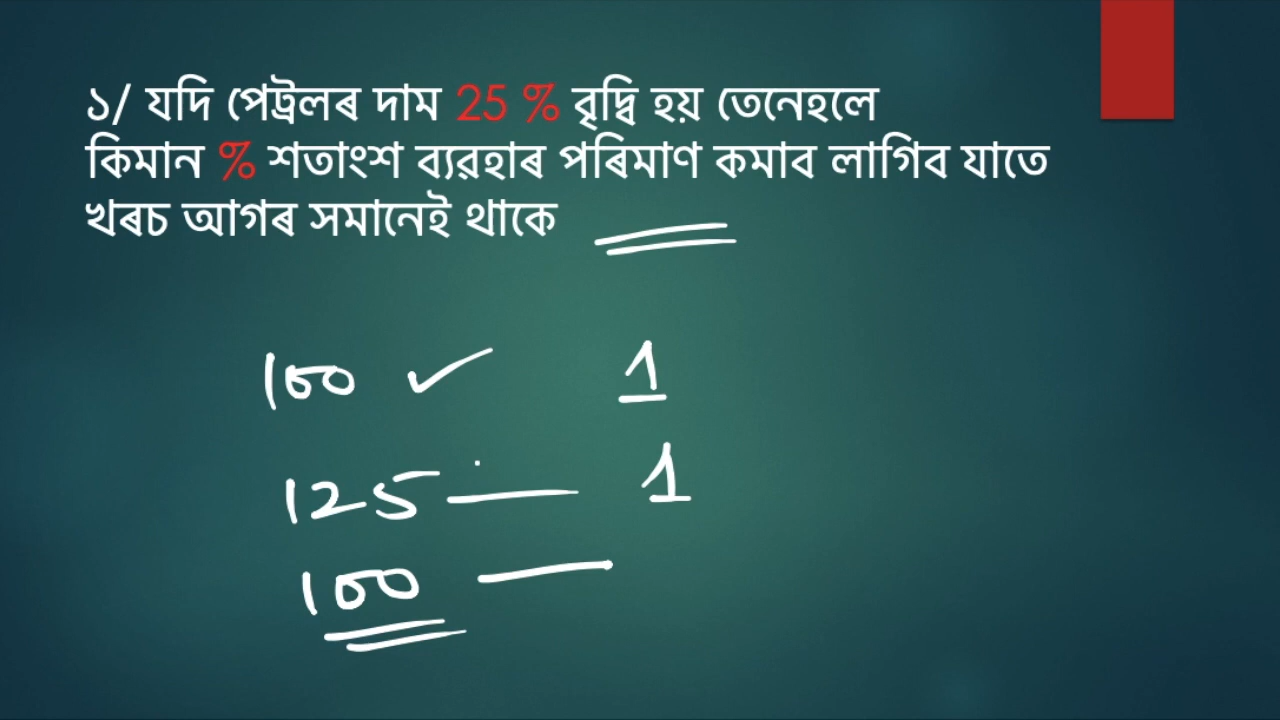 ১/ যদি পেট্ৰলৰ দাম 25 % বৃদ্বি হয় তেনেহলে
কিমান % শতাংশ ব্যৱহাৰ পৰিমাণ কমাব লাগিব যাতে
খৰচ আগৰ সমানেই থাকে
100 ✓ 1
125 — 1
100 —